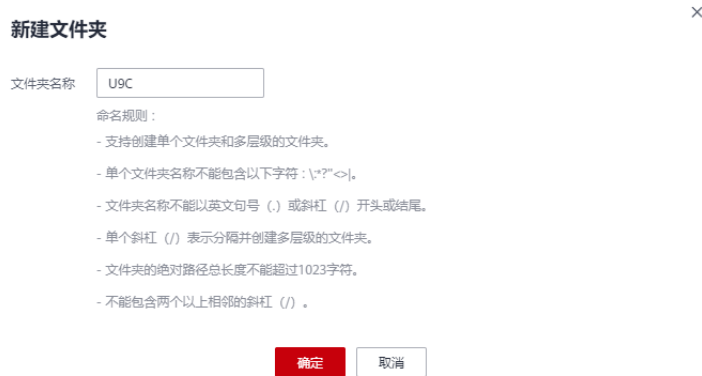 新建文件夹
×
文件夹名称 U9C
命名规则：
- 支持创建单个文件夹和多层级的文件夹。
- 单个文件夹名称不能包含以下字符：\:*?"<>|。
- 文件夹名称不能以英文句号（.）或斜杠（/）开头或结尾。
- 单个斜杠（/）表示分隔并创建多层级的文件夹。
- 文件夹的绝对路径总长度不能超过1023字符。
- 不能包含两个以上相邻的斜杠（/）。
确定 取消